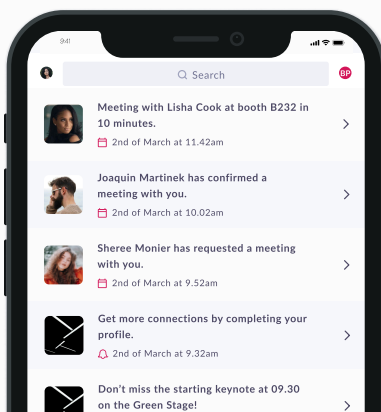 9:41
Search
BP
Meeting with Lisha Cook at booth B232 in
10 minutes.
2nd of March at 11.42am
Joaquin Martinek has confirmed a
meeting with you.
2nd of March at 10.02am
Sheree Monier has requested a meeting
with you.
2nd of March at 9.52am
Get more connections by completing your
profile.
2nd of March at 9.32am
Don't miss the starting keynote at 09.30
on the Green Stage!